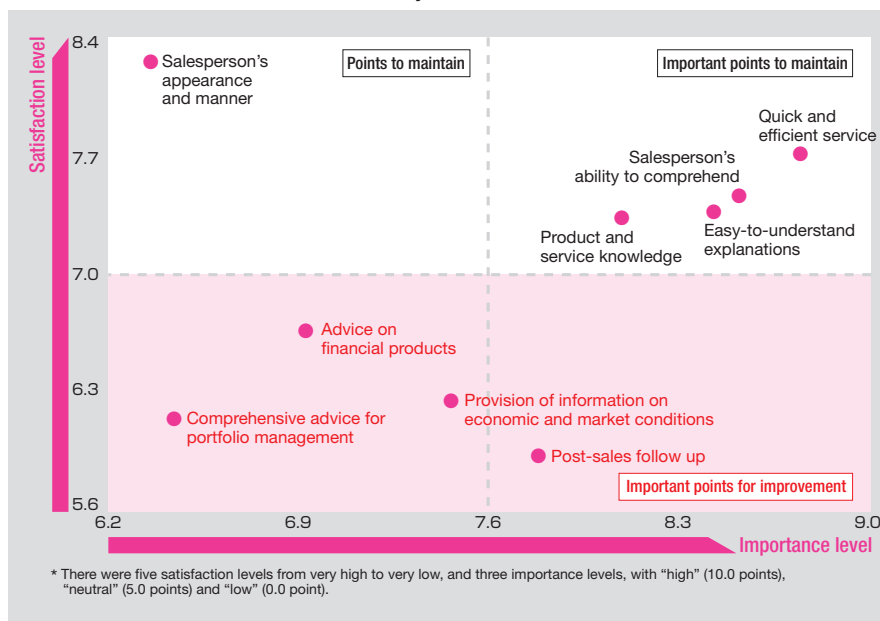 Satisfaction level
8.4
7.7
7.0
6.3
5.6
Salesperson’s
appearance
and manner
Points to maintain
Important points to maintain
Quick and
efficient service
Salesperson’s
ability to comprehend
Product and
service knowledge
Easy-to-understand
explanations
Advice on
financial products
Comprehensive advice for
portfolio management
Provision of information on
economic and market conditions
Post-sales follow up
Important points for improvement
6.2
6.9
7.6
8.3
9.0
Importance level
* There were five satisfaction levels from very high to very low, and three importance levels, with “high” (10.0 points),
“neutral” (5.0 points) and “low” (0.0 point).